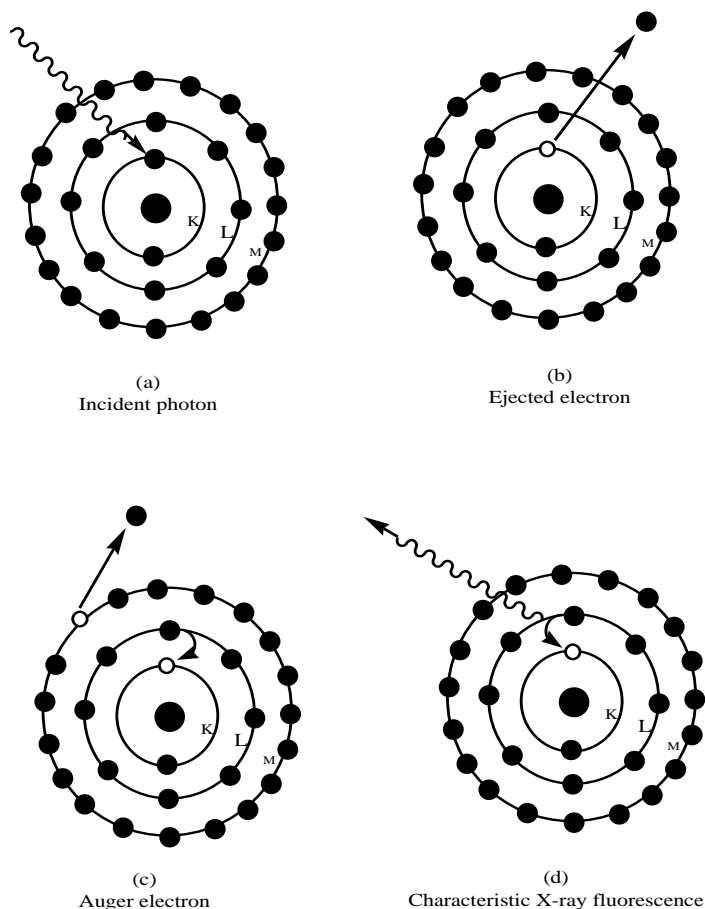 K
L
M
(a)
Incident photon
K
L
M
(b)
Ejected electron
K
L
M
(c)
Auger electron
K
L
M
(d)
Characteristic X-ray fluorescence